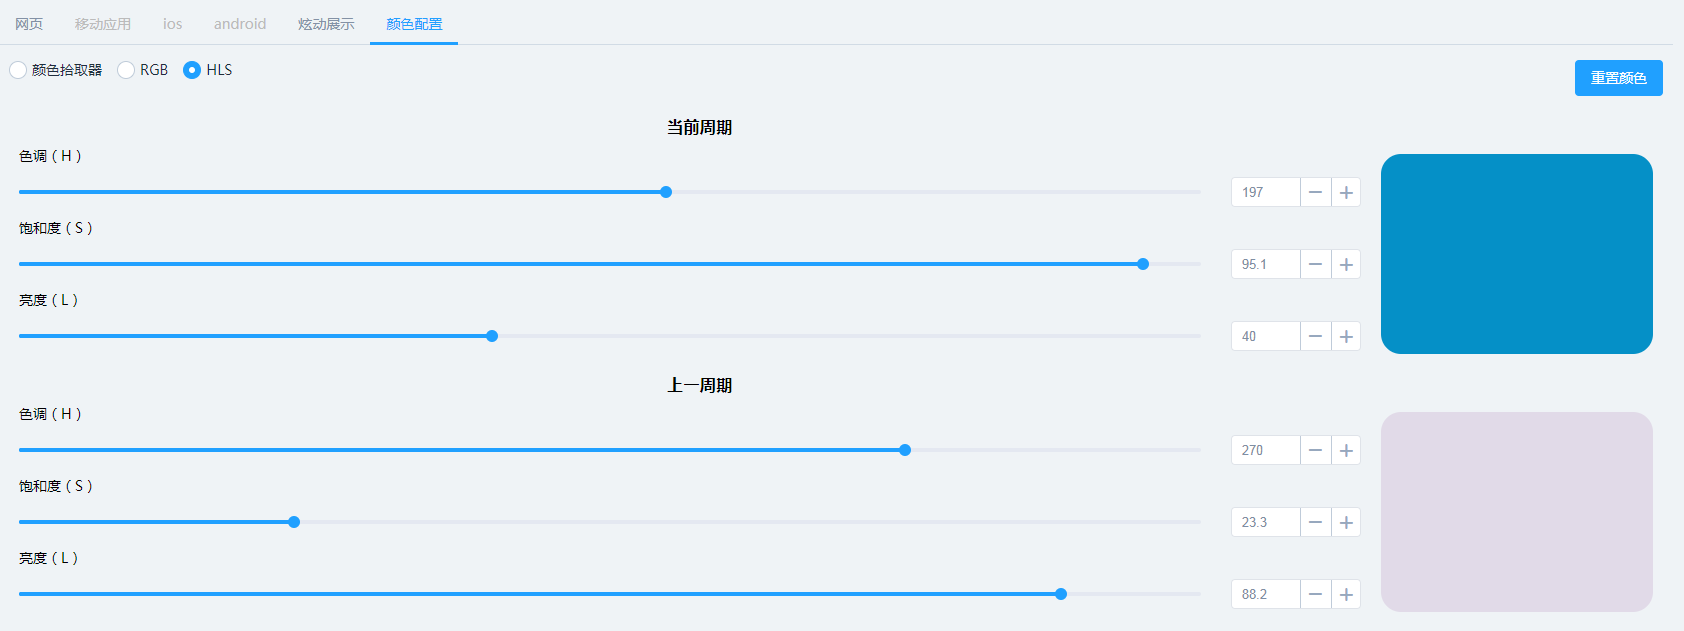 网页 移动应用 ios android 炫动展示 颜色配置
颜色拾取器 RGB HLS 重置颜色
当前周期
色调（H）
197
饱和度（S）
95.1
亮度（L）
40
上一周期
色调（H）
270
饱和度（S）
23.3
亮度（L）
88.2